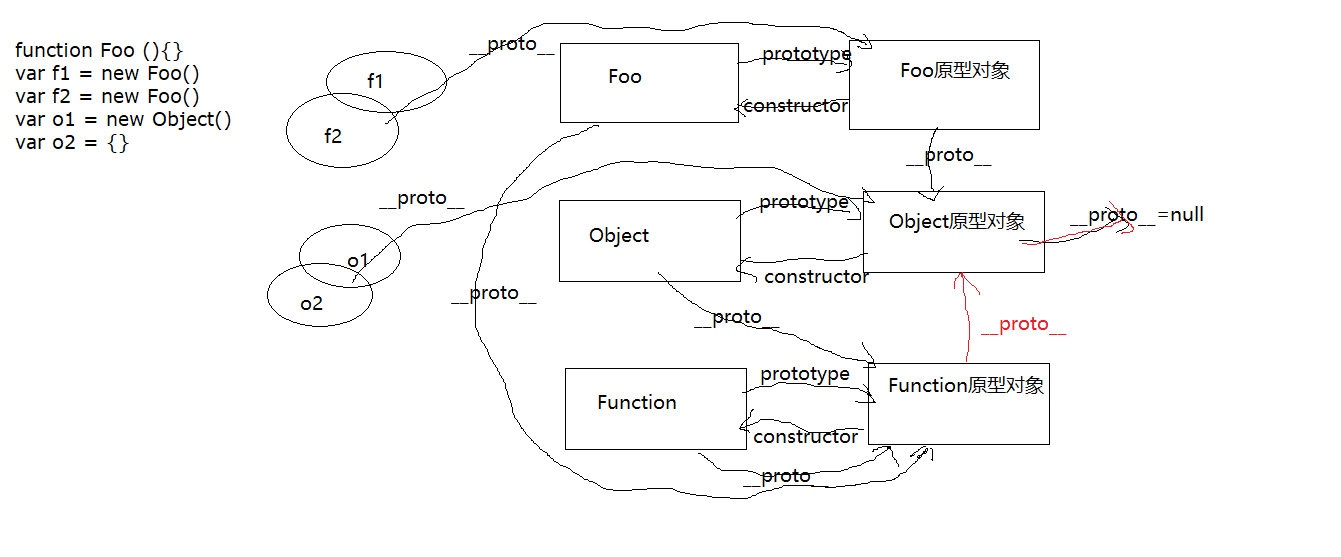 function Foo (){}
var f1 = new Foo()
var f2 = new Foo()
var o1 = new Object()
var o2 = {}
f1
f2
__proto__
Foo
prototype
constructor
Foo原型对象
__proto__
__proto__
o1
o2
Object
prototype
constructor
Object原型对象
__proto__=null
__proto__
__proto__
__proto__
Function
prototype
constructor
Function原型对象
__proto__